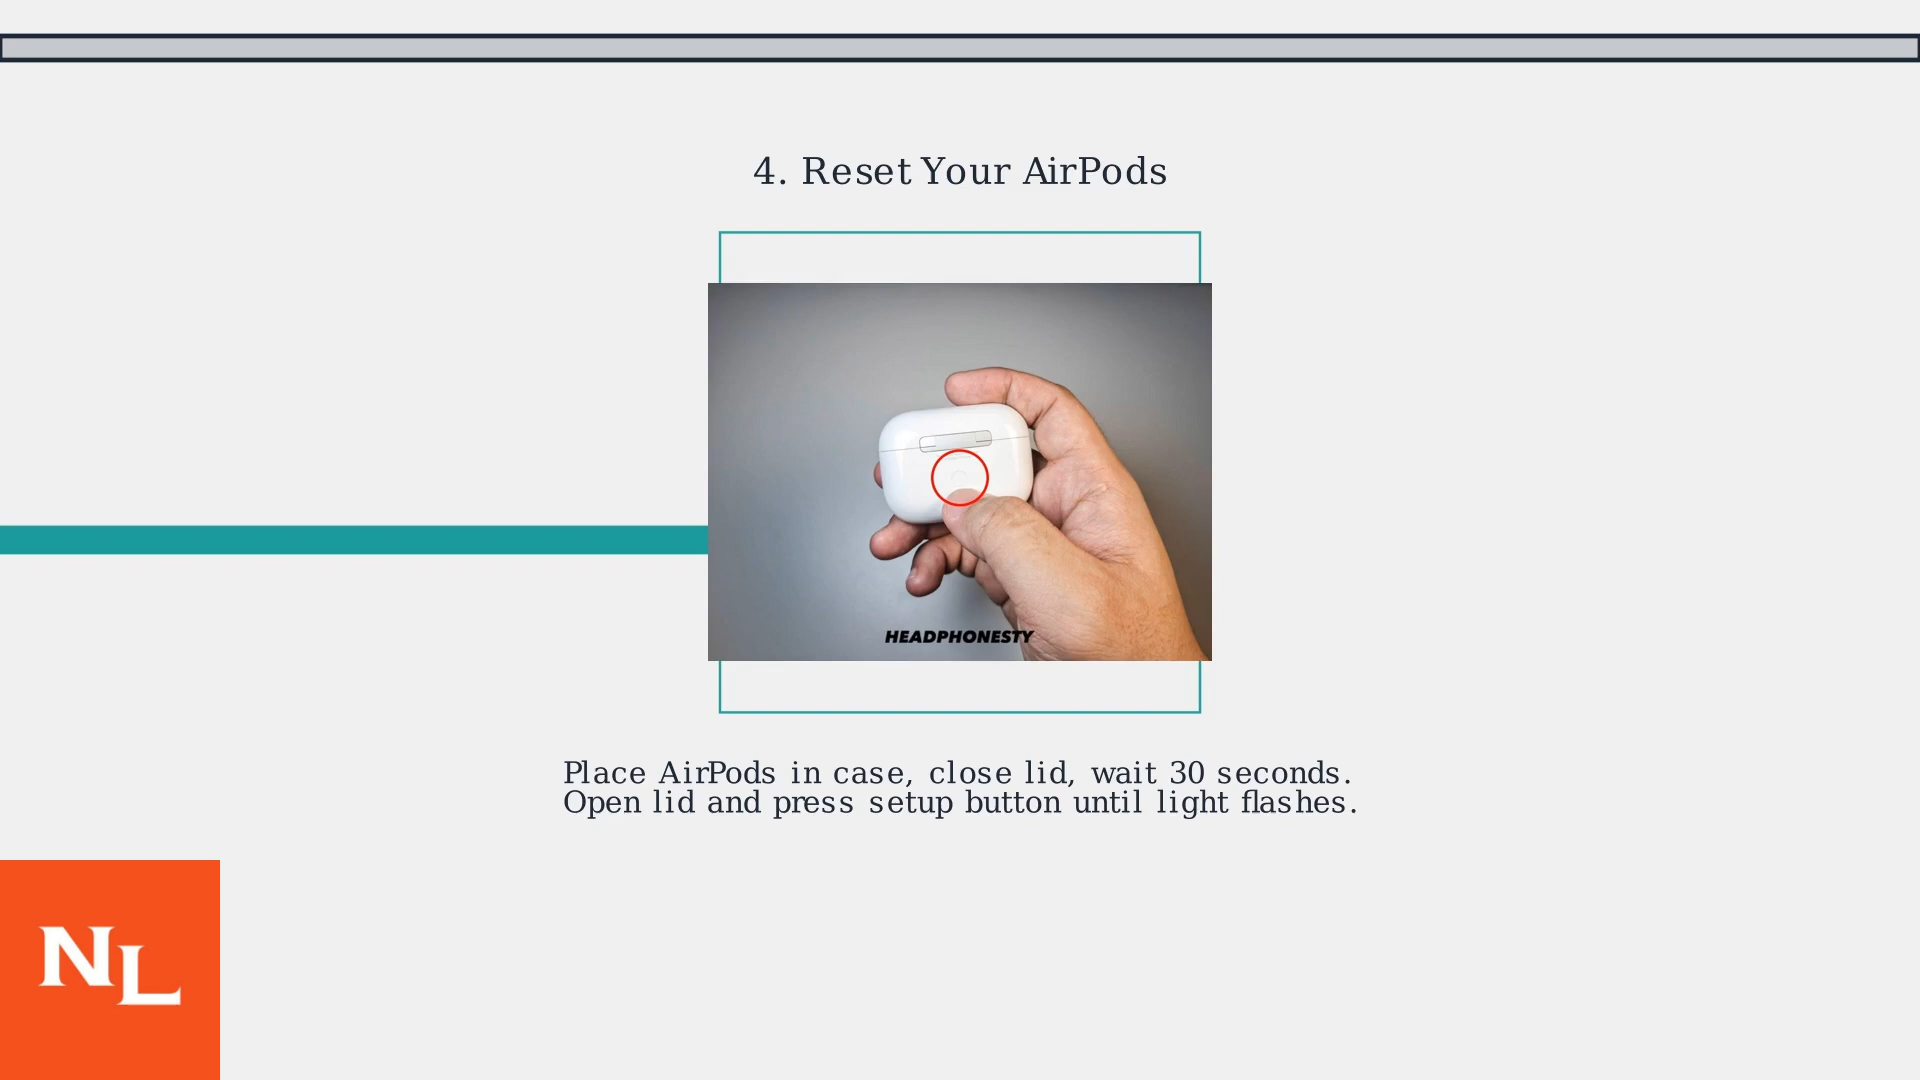 4. Reset Your AirPods
HEADPHONESTY
Place AirPods in case, close lid, wait 30 seconds.
Open lid and press setup button until light flashes.
NL